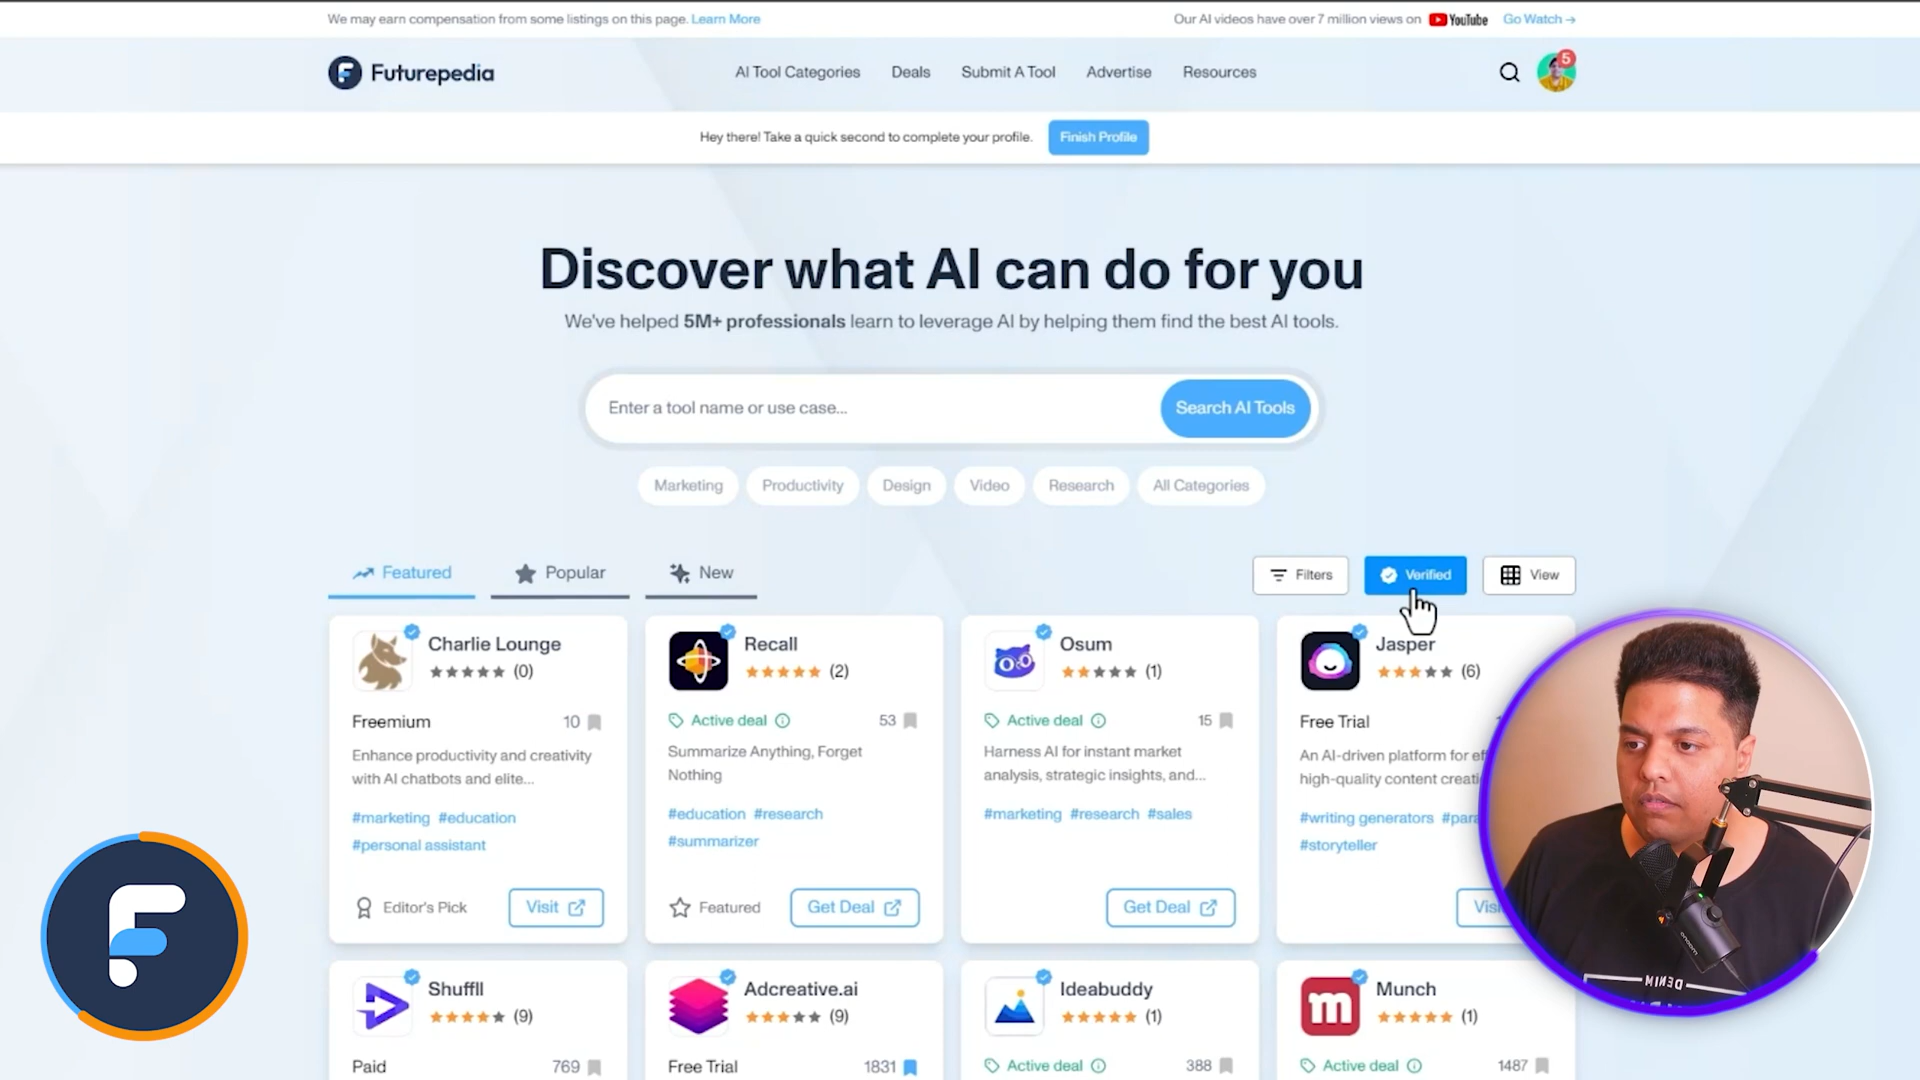 We may earn compensation from some listings on this page. Learn More
Our AI videos have over 7 million views on YouTube Go Watch →
Futurepedia
AI Tool Categories Deals Submit A Tool Advertise Resources
5
Hey there! Take a quick second to complete your profile. Finish Profile
Discover what AI can do for you
We've helped 5M+ professionals learn to leverage AI by helping them find the best AI tools.
Enter a tool name or use case... Search AI Tools
Marketing Productivity Design Video Research All Categories
Featured Popular New Filters Verified View
Charlie Lounge
(0)
Freemium 10
Enhance productivity and creativity
with AI chatbots and elite...
#marketing #education
#personal assistant
Editor's Pick Visit
Recall
(2)
Active deal 53
Summarize Anything, Forget
Nothing
#education #research
#summarizer
Featured Get Deal
Osum
(1)
Active deal 15
Harness AI for instant market
analysis, strategic insights, and...
#marketing #research #sales
Get Deal
Jasper
(6)
Free Trial
An AI-driven platform for ef
high-quality content creati
#writing generators #para
#storyteller
Visi
Shuffll
(9)
Paid 769
Adcreative.ai
(9)
Free Trial 1831
Ideabuddy
(1)
Active deal 388
m
Munch
(1)
Active deal 1487
F
DENIM